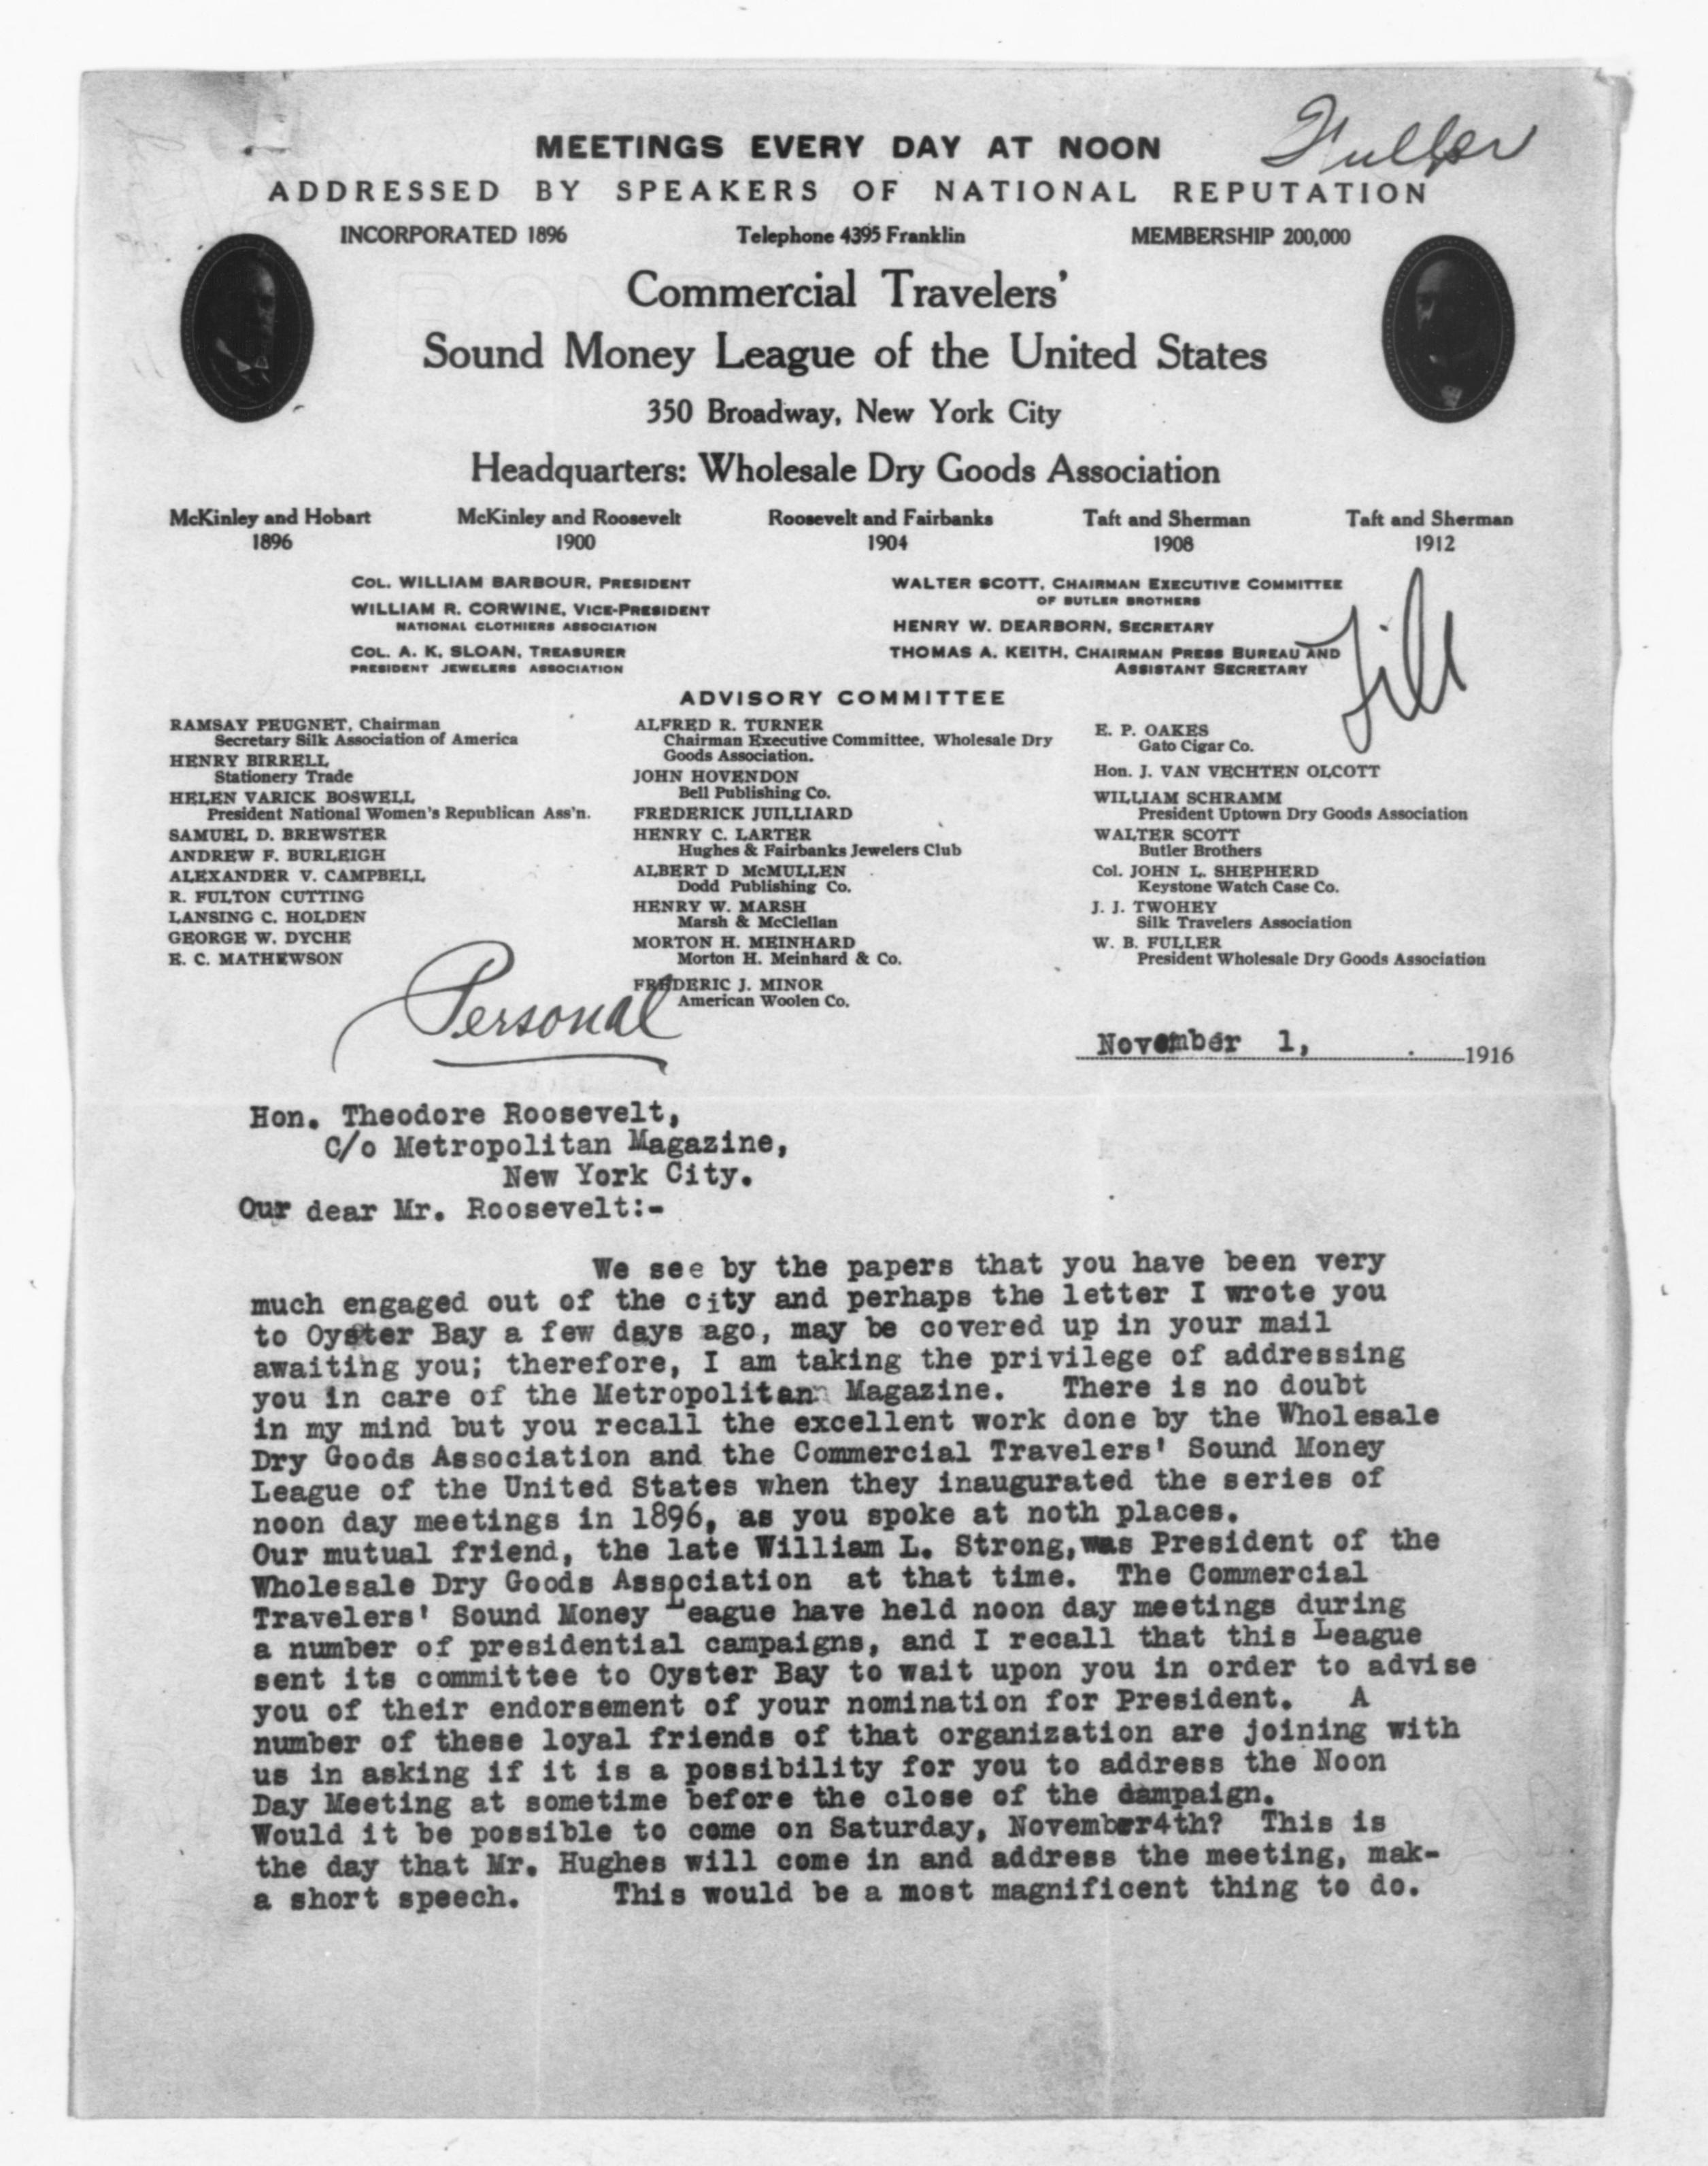 Fuller
MEETINGS EVERY DAY AT NOON
ADDRESSED BY SPEAKERS OF NATIONAL REPUTATION
INCORPORATED 1896 Telephone 4395 Franklin MEMBERSHIP 200,000
Commercial Travelers'
Sound Money League of the United States
350 Broadway, New York City
Headquarters: Wholesale Dry Goods Association
McKinley and Hobart McKinley and Roosevelt Roosevelt and Fairbanks Taft and Sherman Taft and Sherman
1896 1900 1904 1908 1912
COL. WILLIAM BARBOUR, PRESIDENT
WILLIAM R. CORWINE, VICE-PRESIDENT
NATIONAL CLOTHIERS ASSOCIATION
COL. A. K. SLOAN, TREASURER
PRESIDENT JEWELERS ASSOCIATION
WALTER SCOTT, CHAIRMAN EXECUTIVE COMMITTEE
OF BUTLER BROTHERS
HENRY W. DEARBORN, SECRETARY
THOMAS A. KEITH, CHAIRMAN PRESS BUREAU AND
ASSISTANT SECRETARY
ADVISORY COMMITTEE
RAMSAY PEUGNET, Chairman
Secretary Silk Association of America
HENRY BIRRELL
Stationery Trade
HELEN VARICK BOSWELL
President National Women's Republican Ass'n.
SAMUEL D. BREWSTER
ANDREW F. BURLEIGH
ALEXANDER V. CAMPBELL
R. FULTON CUTTING
LANSING C. HOLDEN
GEORGE W. DYCHE
E. C. MATHEWSON
ALFRED R. TURNER
Chairman Executive Committee, Wholesale Dry
Goods Association.
JOHN HOVENDON
Bell Publishing Co.
FREDERICK JUILLIARD
HENRY C. LARTER
Hughes & Fairbanks Jewelers Club
ALBERT D McMULLEN
Dodd Publishing Co.
HENRY W. MARSH
Marsh & McClellan
MORTON H. MEINHARD
Morton H. Meinhard & Co.
FREDERIC J. MINOR
American Woolen Co.
E. P. OAKES
Gato Cigar Co.
Hon. J. VAN VECHTEN OLCOTT
WILLIAM SCHRAMM
President Uptown Dry Goods Association
WALTER SCOTT
Butler Brothers
Col. JOHN L. SHEPHERD
Keystone Watch Case Co.
J. J. TWOHEY
Silk Travelers Association
W. B. FULLER
President Wholesale Dry Goods Association
Personal
November 1, 1916
Hon. Theodore Roosevelt,
C/o Metropolitan Magazine,
New York City.
Our dear Mr. Roosevelt:-
We see by the papers that you have been very
much engaged out of the city and perhaps the letter I wrote you
to Oyster Bay a few days ago, may be covered up in your mail
awaiting you; therefore, I am taking the privilege of addressing
you in care of the Metropolitan Magazine. There is no doubt
in my mind but you recall the excellent work done by the Wholesale
Dry Goods Association and the Commercial Travelers' Sound Money
League of the United States when they inaugurated the series of
noon day meetings in 1896, as you spoke at noth places.
Our mutual friend, the late William L. Strong,was President of the
Wholesale Dry Goods Association at that time. The Commercial
Travelers' Sound Money League have held noon day meetings during
a number of presidential campaigns, and I recall that this League
sent its committee to Oyster Bay to wait upon you in order to advise
you of their endorsement of your nomination for President. A
number of these loyal friends of that organization are joining with
us in asking if it is a possibility for you to address the Noon
Day Meeting at sometime before the close of the campaign.
Would it be possible to come on Saturday, November4th? This is
the day that Mr. Hughes will come in and address the meeting, mak-
a short speech. This would be a most magnificent thing to do.